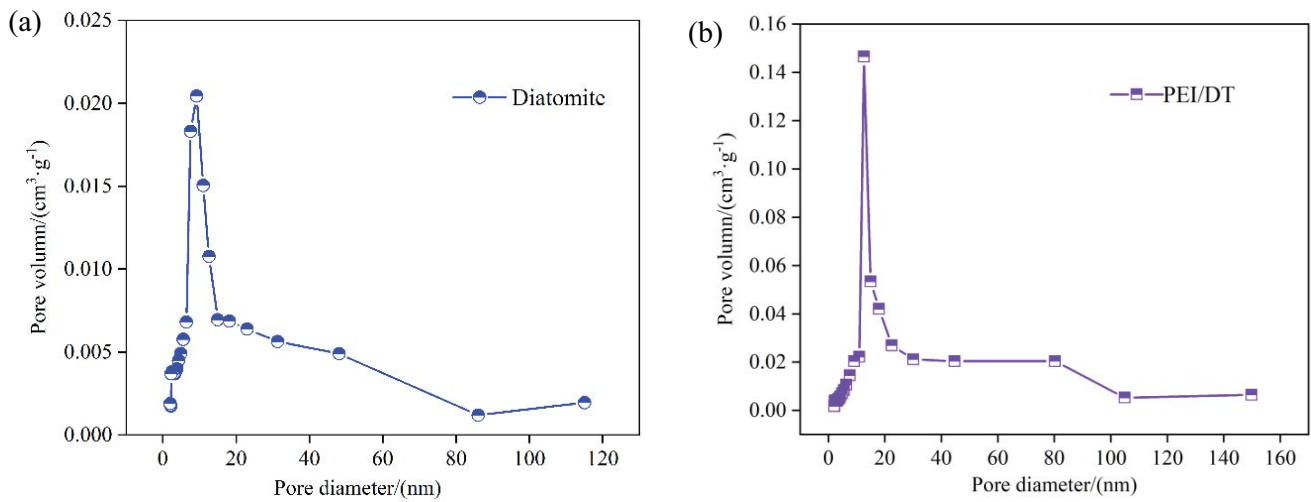 (a)
0.025
0.020
0.015
0.010
0.005
0.000
Pore volumn/(cm³·g⁻¹)
Diatomitc
0 20 40 60 80 100 120
Pore diameter/(nm)
(b)
0.16
0.14
0.12
0.10
0.08
0.06
0.04
0.02
0.00
Pore volumn/(cm³·g⁻¹)
PEI/DT
0 20 40 60 80 100 120 140 160
Pore diameter/(nm)